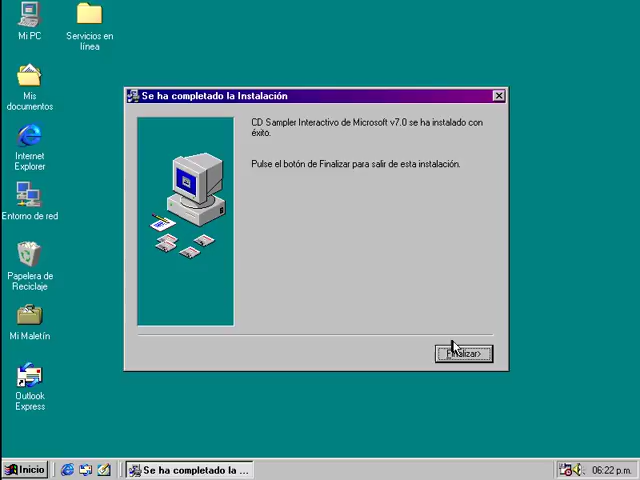 Mi PC
Servicios en
línea
Mis
documentos
Internet
Explorer
Entorno de red
Papelera de
Reciclaje
Mi Maletín
Outlook
Express
Se ha completado la Instalación
CD Sampler Interactivo de Microsoft v7.0 se ha instalado con
éxito.
Pulse el botón de Finalizar para salir de esta instalación.
Finalizar>
Inicio
Se ha completado la ...
06:22 p.m.